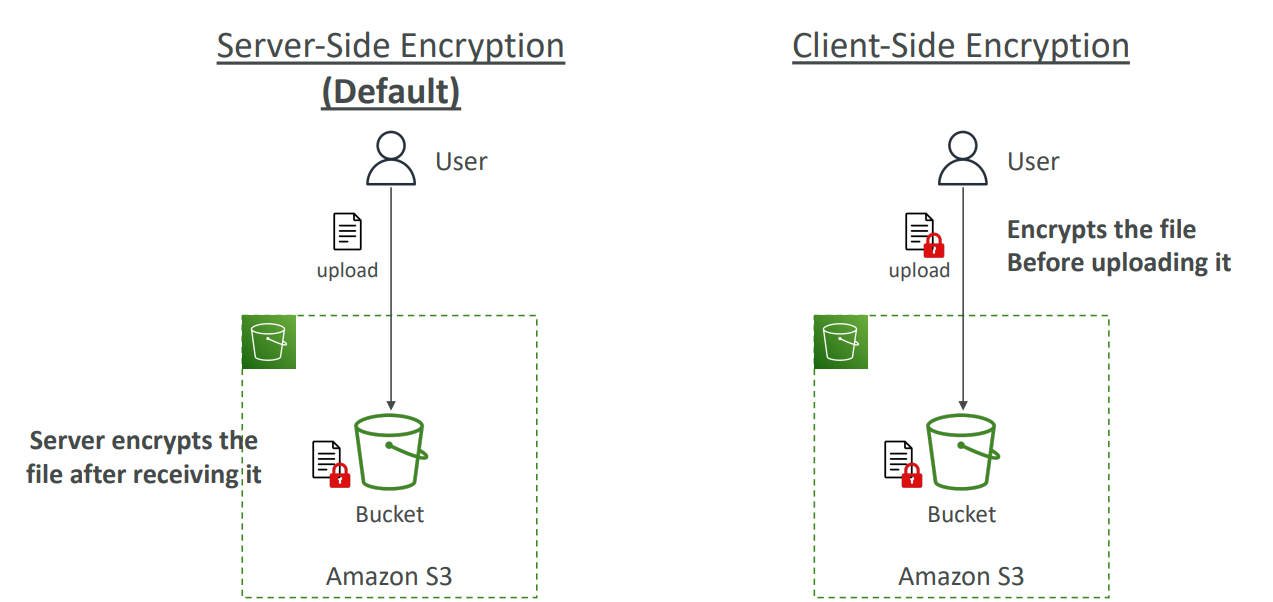 Server-Side Encryption
(Default)
User
upload
Server encrypts the
file after receiving it
Bucket
Amazon S3
Client-Side Encryption
User
Encrypts the file
Before uploading it
upload
Bucket
Amazon S3